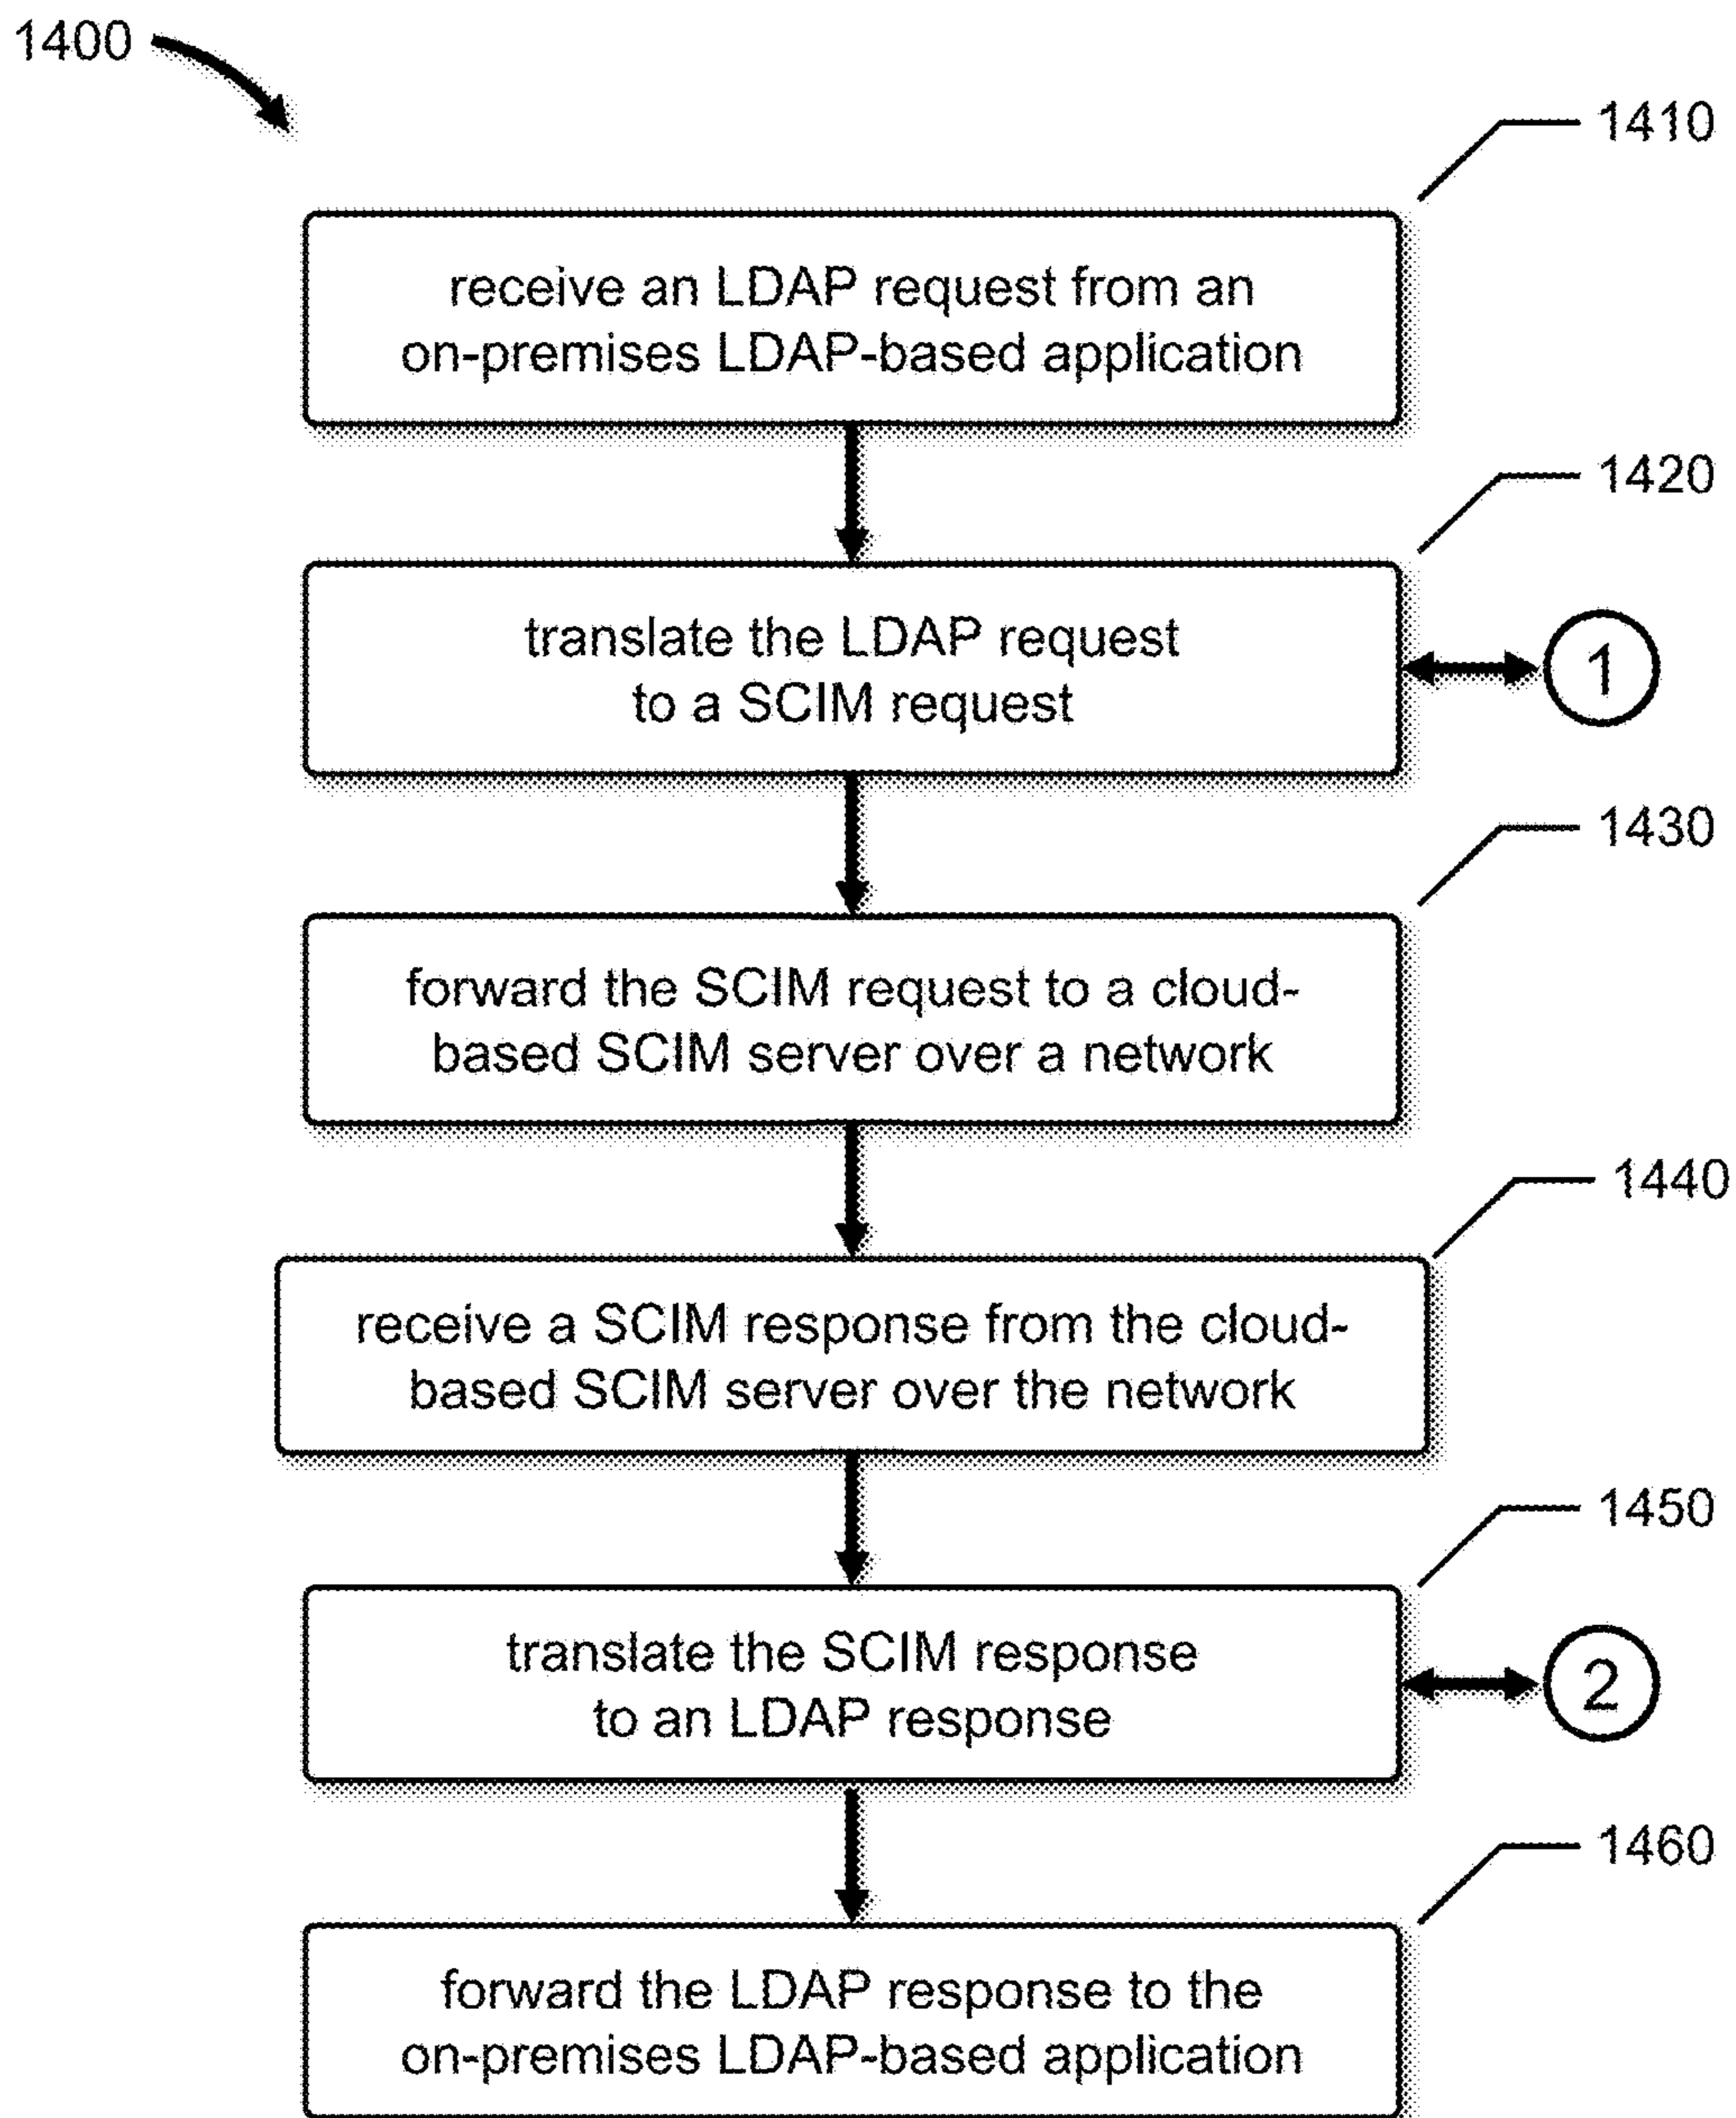 1400
1410
receive an LDAP request from an
on-premises LDAP-based application
1420
translate the LDAP request
to a SCIM request
1
1430
forward the SCIM request to a cloud-
based SCIM server over a network
1440
receive a SCIM response from the cloud-
based SCIM server over the network
1450
translate the SCIM response
to an LDAP response
2
1460
forward the LDAP response to the
on-premises LDAP-based application